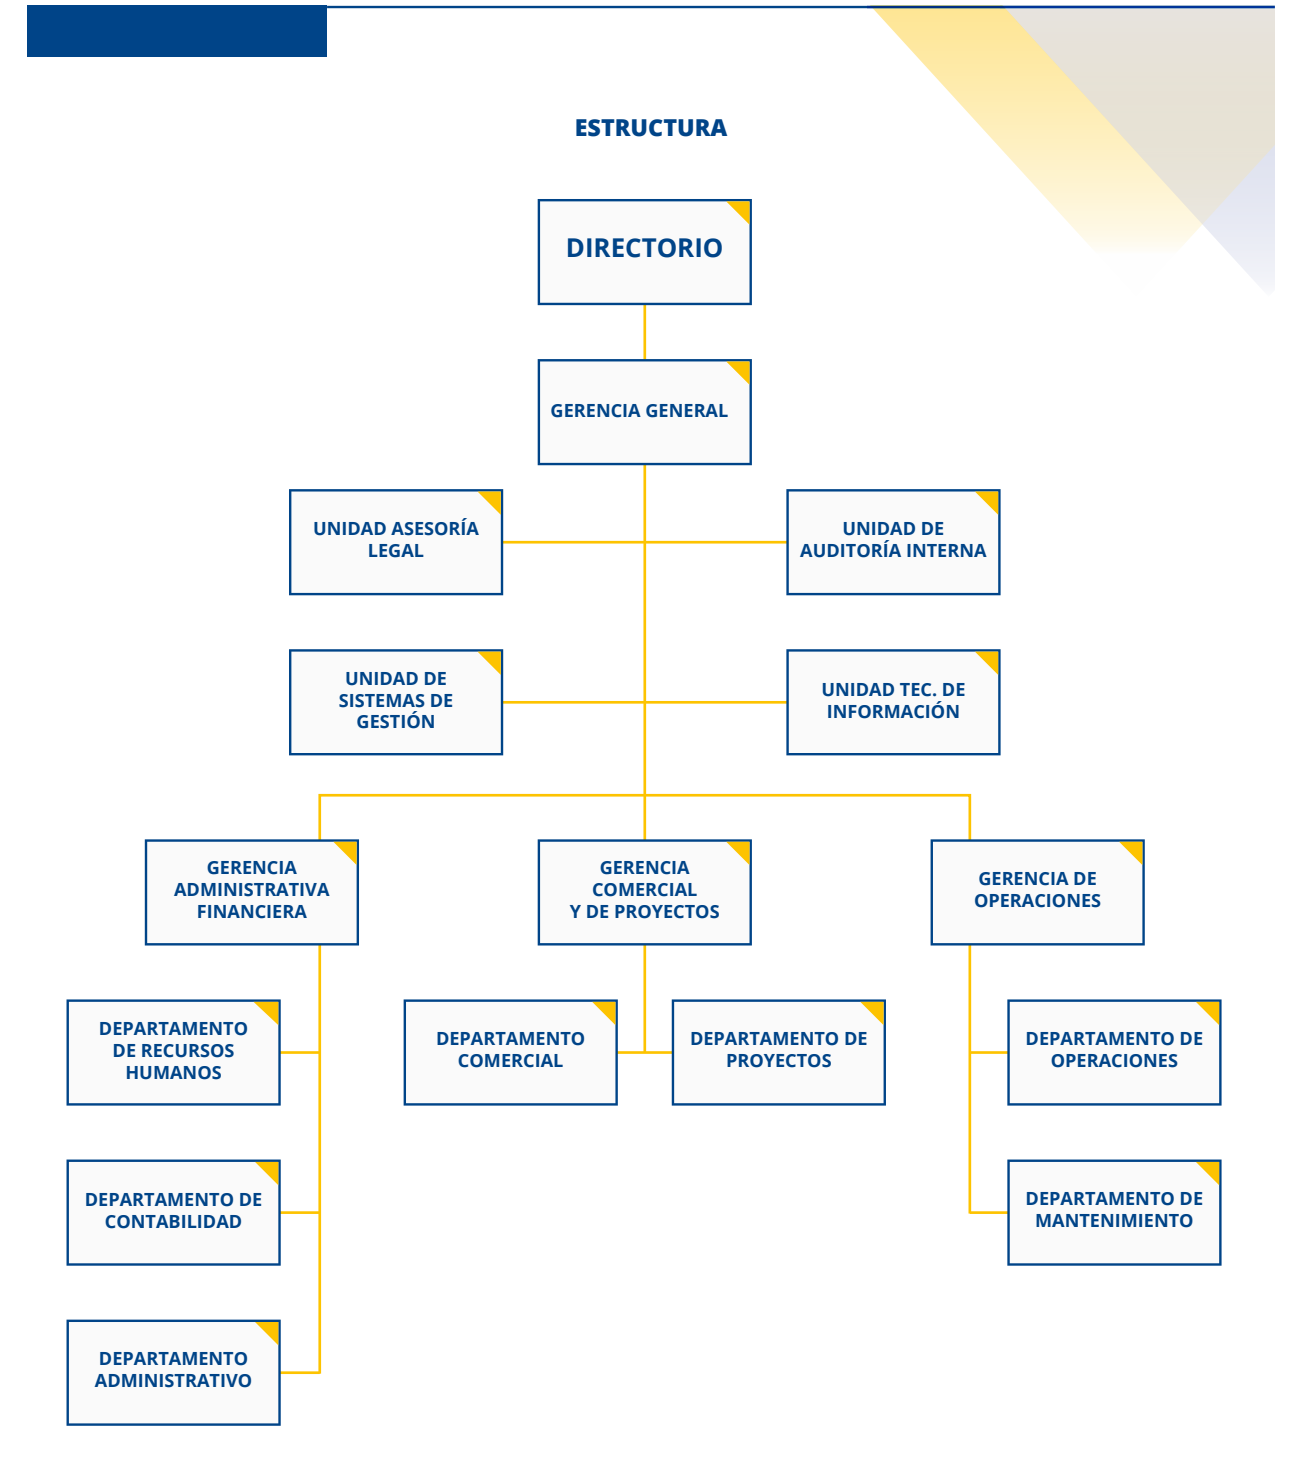 ESTRUCTURA
DIRECTORIO
GERENCIA GENERAL
UNIDAD ASESORÍA
LEGAL
UNIDAD DE
AUDITORÍA INTERNA
UNIDAD DE
SISTEMAS DE
GESTIÓN
UNIDAD TEC. DE
INFORMACIÓN
GERENCIA
ADMINISTRATIVA
FINANCIERA
GERENCIA
COMERCIAL
Y DE PROYECTOS
GERENCIA DE
OPERACIONES
DEPARTAMENTO
DE RECURSOS
HUMANOS
DEPARTAMENTO
COMERCIAL
DEPARTAMENTO DE
PROYECTOS
DEPARTAMENTO DE
OPERACIONES
DEPARTAMENTO DE
CONTABILIDAD
DEPARTAMENTO DE
MANTENIMIENTO
DEPARTAMENTO
ADMINISTRATIVO